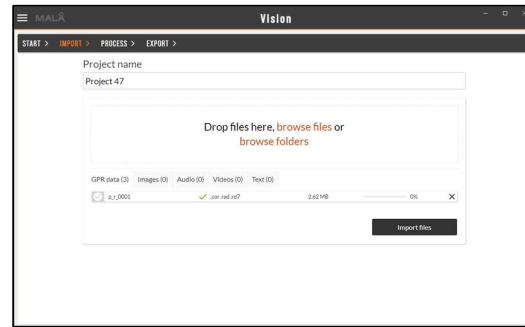 MALÅ
Vision
START > IMPORT > PROCESS > EXPORT >
Project name
Project 47
Drop files here, browse files or
browse folders
GPR data (3) Images (0) Audio (0) Videos (0) Text (0)
p_r_0001 .cor .rad .rd7 2.62 MB 0%
Import files